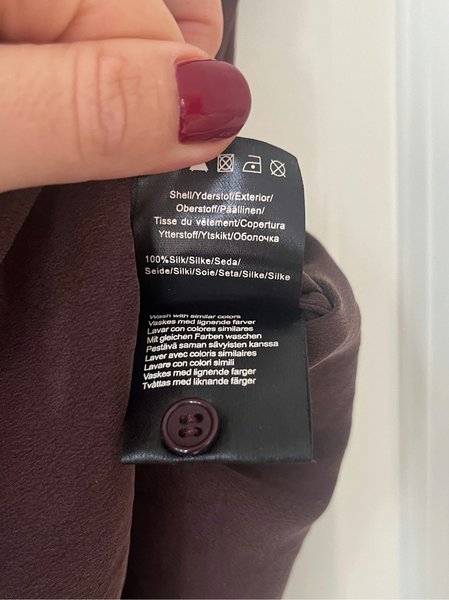 Shell/Yderstof/Exterior/
Oberstoff/Päällinen/
Tisse du vêtement/Copertura
Ytterstoff/Ytskikt/Оболочка
100%Silk/Silke/Seda/
Seide/Silki/Soie/Seta/Silke/Silke
Wash with similar colors
Vaskes med lignende farver
Lavar con colores similares
Mit gleichen Farben waschen
Pestävä saman sävyisten kanssa
Laver avec coloris similaires
Lavare con colori simili
Vaskes med lignende farger
Tvättas med liknande färger